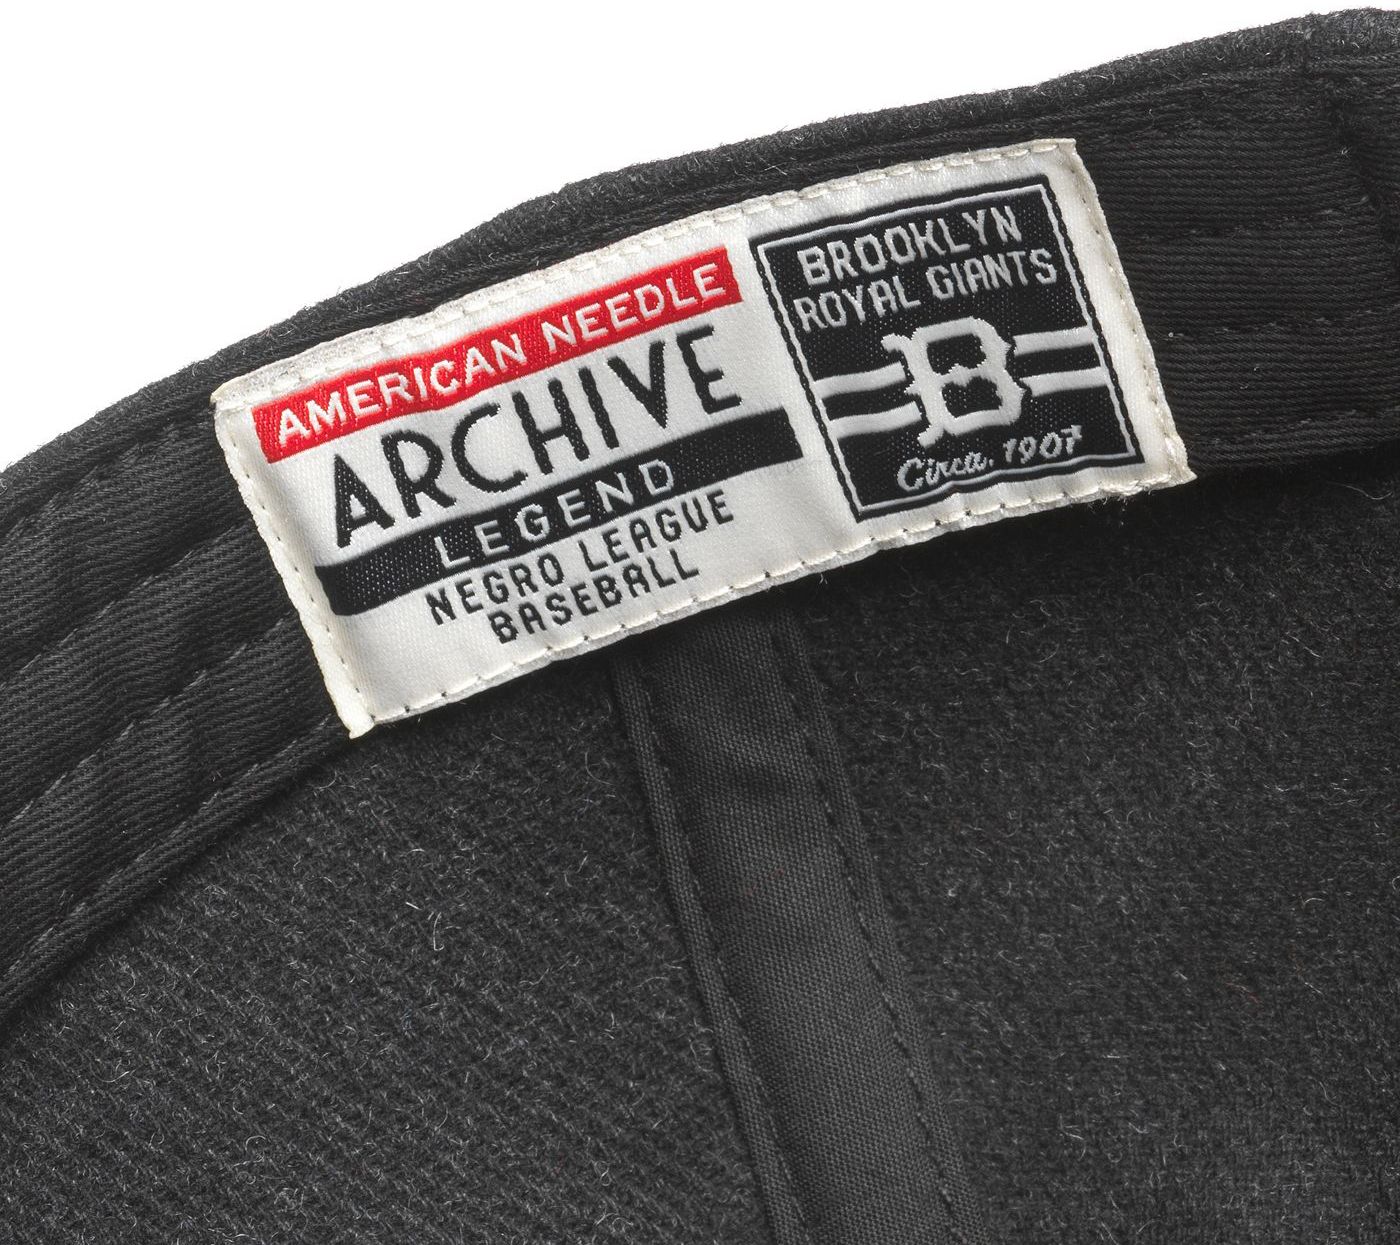 AMERICAN NEEDLE
ARCHIVE
LEGEND
NEGRO LEAGUE
BASEBALL
BROOKLYN
ROYAL GIANTS
B
Circa. 1907